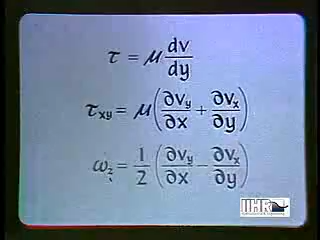 τ = μ dv/dy
τxy = μ(∂vy/∂x + ∂vx/∂y)
ωz = 1/2(∂vy/∂x − ∂vx/∂y)
IIHR